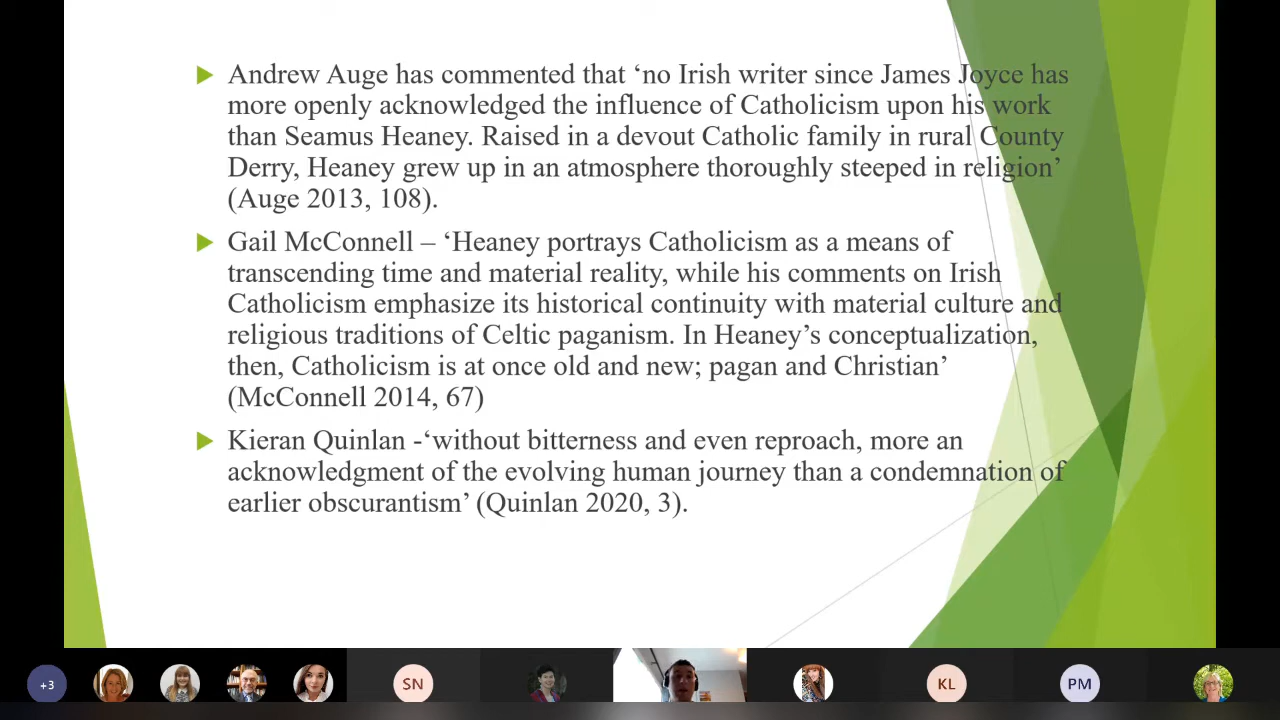 Andrew Auge has commented that ‘no Irish writer since James Joyce has
more openly acknowledged the influence of Catholicism upon his work
than Seamus Heaney. Raised in a devout Catholic family in rural County
Derry, Heaney grew up in an atmosphere thoroughly steeped in religion’
(Auge 2013, 108).
Gail McConnell – ‘Heaney portrays Catholicism as a means of
transcending time and material reality, while his comments on Irish
Catholicism emphasize its historical continuity with material culture and
religious traditions of Celtic paganism. In Heaney’s conceptualization,
then, Catholicism is at once old and new; pagan and Christian’
(McConnell 2014, 67)
Kieran Quinlan -‘without bitterness and even reproach, more an
acknowledgment of the evolving human journey than a condemnation of
earlier obscurantism’ (Quinlan 2020, 3).
+3 SN KL PM